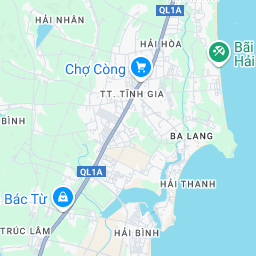 QL1A
HẢI NHÂN
HẢI HÒA
Bãi
Hải
Chợ Còng
TT. TĨNH GIA
BÌNH
BA LANG
QL1A
HẢI THANH
Bác Từ
TRÚC LÂM
HẢI BÌNH